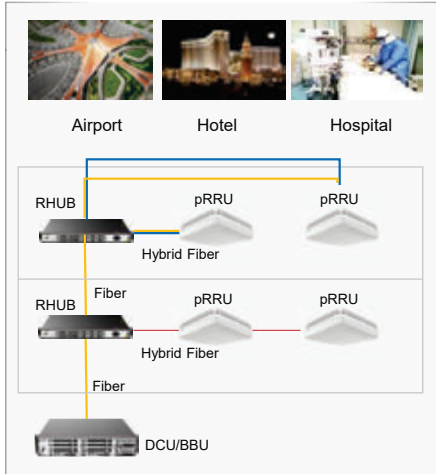 Airport
Hotel
Hospital
RHUB
pRRU
pRRU
Hybrid Fiber
Fiber
RHUB
pRRU
pRRU
Hybrid Fiber
Fiber
DCU/BBU